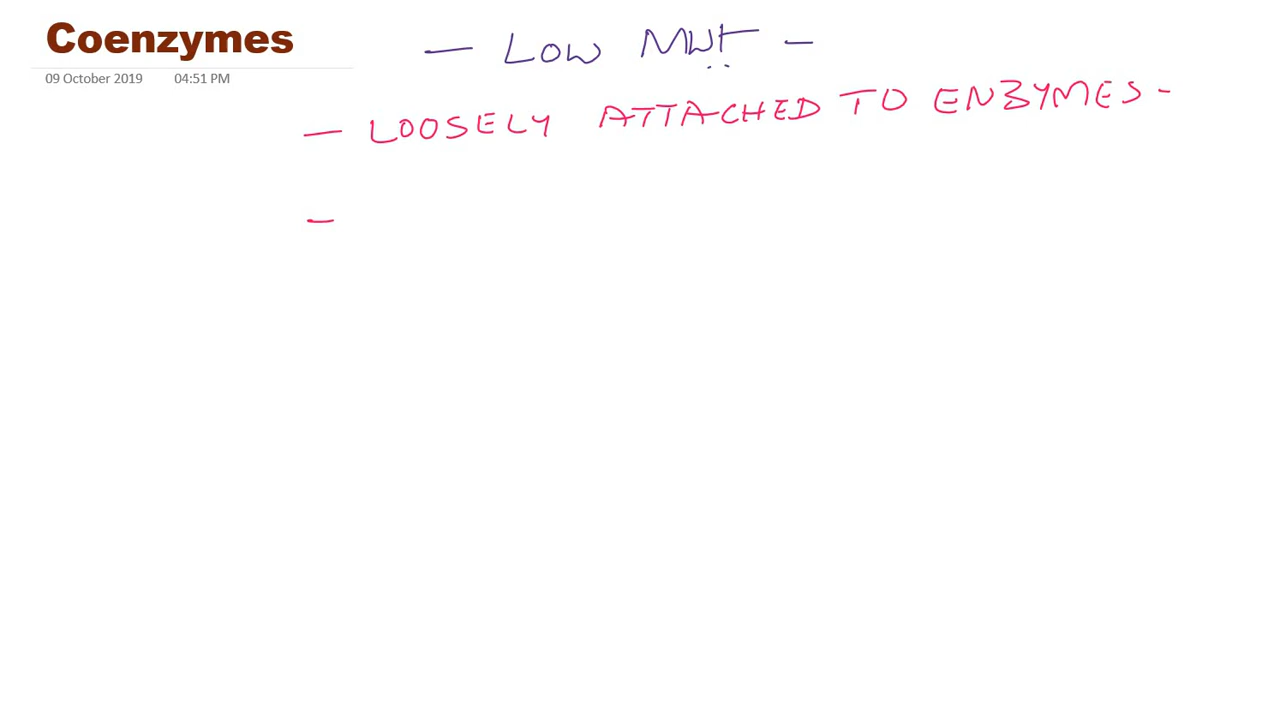 Coenzymes
— LOW MWt —
09 October 2019 04:51 PM
— LOOSELY ATTACHED TO ENZYMES -
—